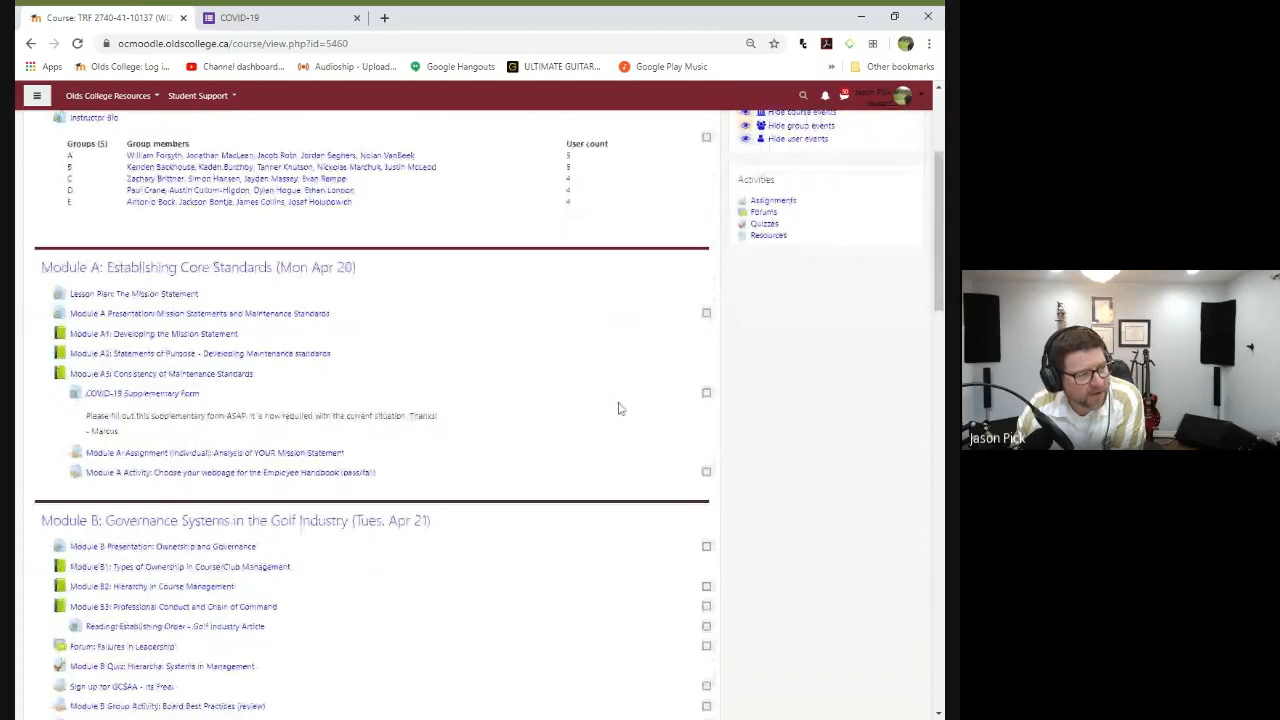 Course: TRF 2740-41-10137 (WI2
COVID-19
ocmoodle.oldscollege.ca/course/view.php?id=5460
Apps
Olds College: Log i...
Channel dashboard...
Audioship - Upload...
Google Hangouts
ULTIMATE GUITAR...
Google Play Music
Other bookmarks
Olds College Resources
Student Support
Jason Pick
Instructor Bio
Hide course events
Hide group events
Hide user events
Groups (5) Group members User count
A William Forsyth, Jonathan MacLean, Jacob Roth, Jordan Seghers, Nolan VanBeek 5
B Kenden Backhouse, Kaden Burchby, Tanner Knutson, Nickolas Marchuk, Justin McLeod 5
C Zachary Brittner, Simon Hansen, Jayden Massey, Evan Rempel 4
D Paul Crane, Austin Cullum-Higdon, Dylan Hogue, Ethan London 4
E Antonio Bock, Jackson Bontje, James Collins, Josef Holubowich 4
Activities
Assignments
Forums
Quizzes
Resources
Module A: Establishing Core Standards (Mon Apr 20)
Lesson Plan: The Mission Statement
Module A Presentation: Mission Statements and Maintenance Standards
Module A1: Developing the Mission Statement
Module A2: Statements of Purpose - Developing Maintenance standards
Module A3: Consistency of Maintenance Standards
COVID-19 Supplementary Form
Please fill out this supplementary form ASAP. It is now required with the current situation. Thanks!
- Marcus
Module A: Assignment (Individual): Analysis of YOUR Mission Statement
Module A Activity: Choose your webpage for the Employee Handbook (pass/fail)
Module B: Governance Systems in the Golf Industry (Tues. Apr 21)
Module B Presentation: Ownership and Governance
Module B1: Types of Ownership in Course/Club Management
Module B2: Hierarchy in Course Management
Module B3: Professional Conduct and Chain of Command
Reading: Establishing Order - Golf Industry Article
Forum: Failures in Leadership
Module B Quiz: Hierarchal Systems in Management
Sign up for GCSAA - Its Free!
Module B Group Activity: Board Best Practices (review)
Jason Pick